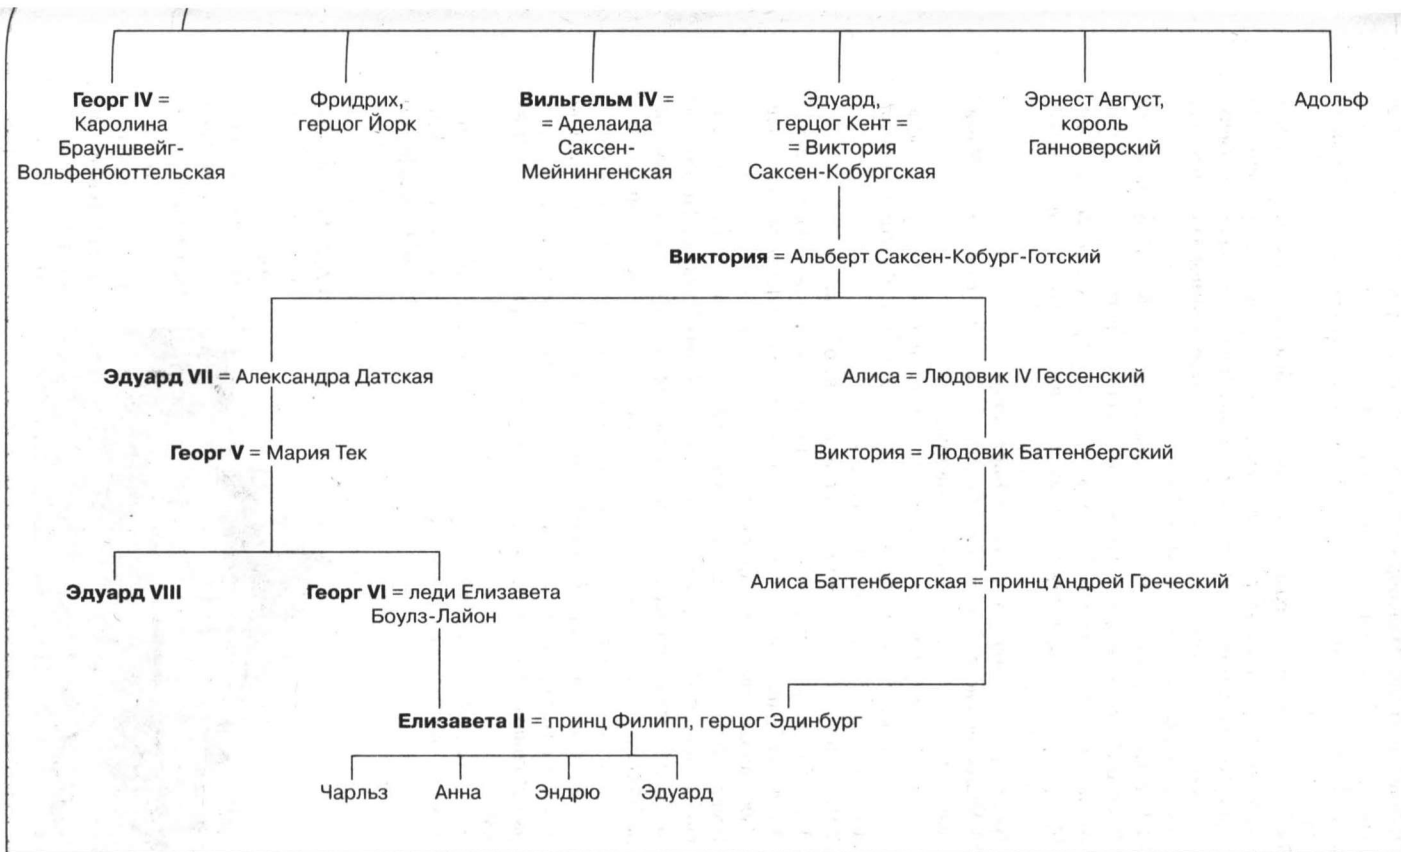 Георг IV =
Каролина
Брауншвейг-
Вольфенбюттельская
Фридрих,
герцог Йорк
Вильгельм IV =
= Аделаида
Саксен-
Мейнингенская
Эдуард,
герцог Кент =
= Виктория
Саксен-Кобургская
Эрнест Август,
король
Ганноверский
Адольф
Виктория = Альберт Саксен-Кобург-Готский
Эдуард VII = Александра Датская
Алиса = Людовик IV Гессенский
Георг V = Мария Тек
Виктория = Людовик Баттенбергский
Эдуард VIII
Георг VI = леди Елизавета
Боулз-Лайон
Алиса Баттенбергская = принц Андрей Греческий
Елизавета II = принц Филипп, герцог Эдинбург
Чарльз
Анна
Эндрю
Эдуард